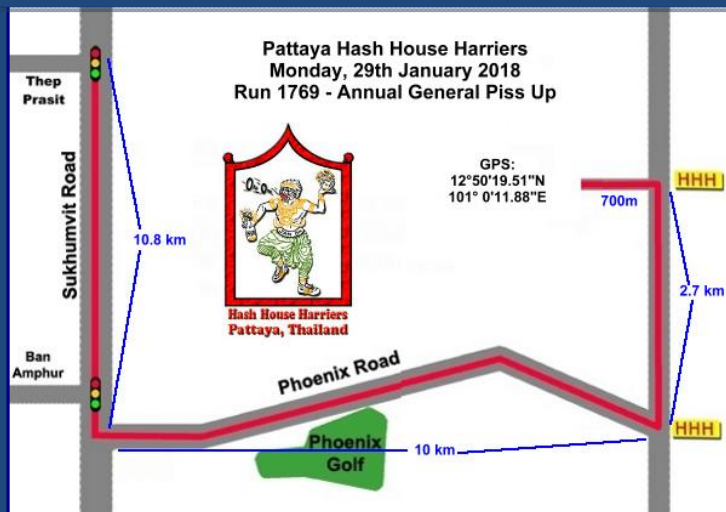 Pattaya Hash House Harriers
Monday, 29th January 2018
Run 1769 - Annual General Piss Up
Thep
Prasit
Sukhumvit Road
10.8 km
Hash House Harriers
Pattaya, Thailand
GPS:
12°50'19.51"N
101° 0'11.88"E
700m
HHH
2.7 km
Ban
Amphur
Phoenix Road
Phoenix
Golf
10 km
HHH